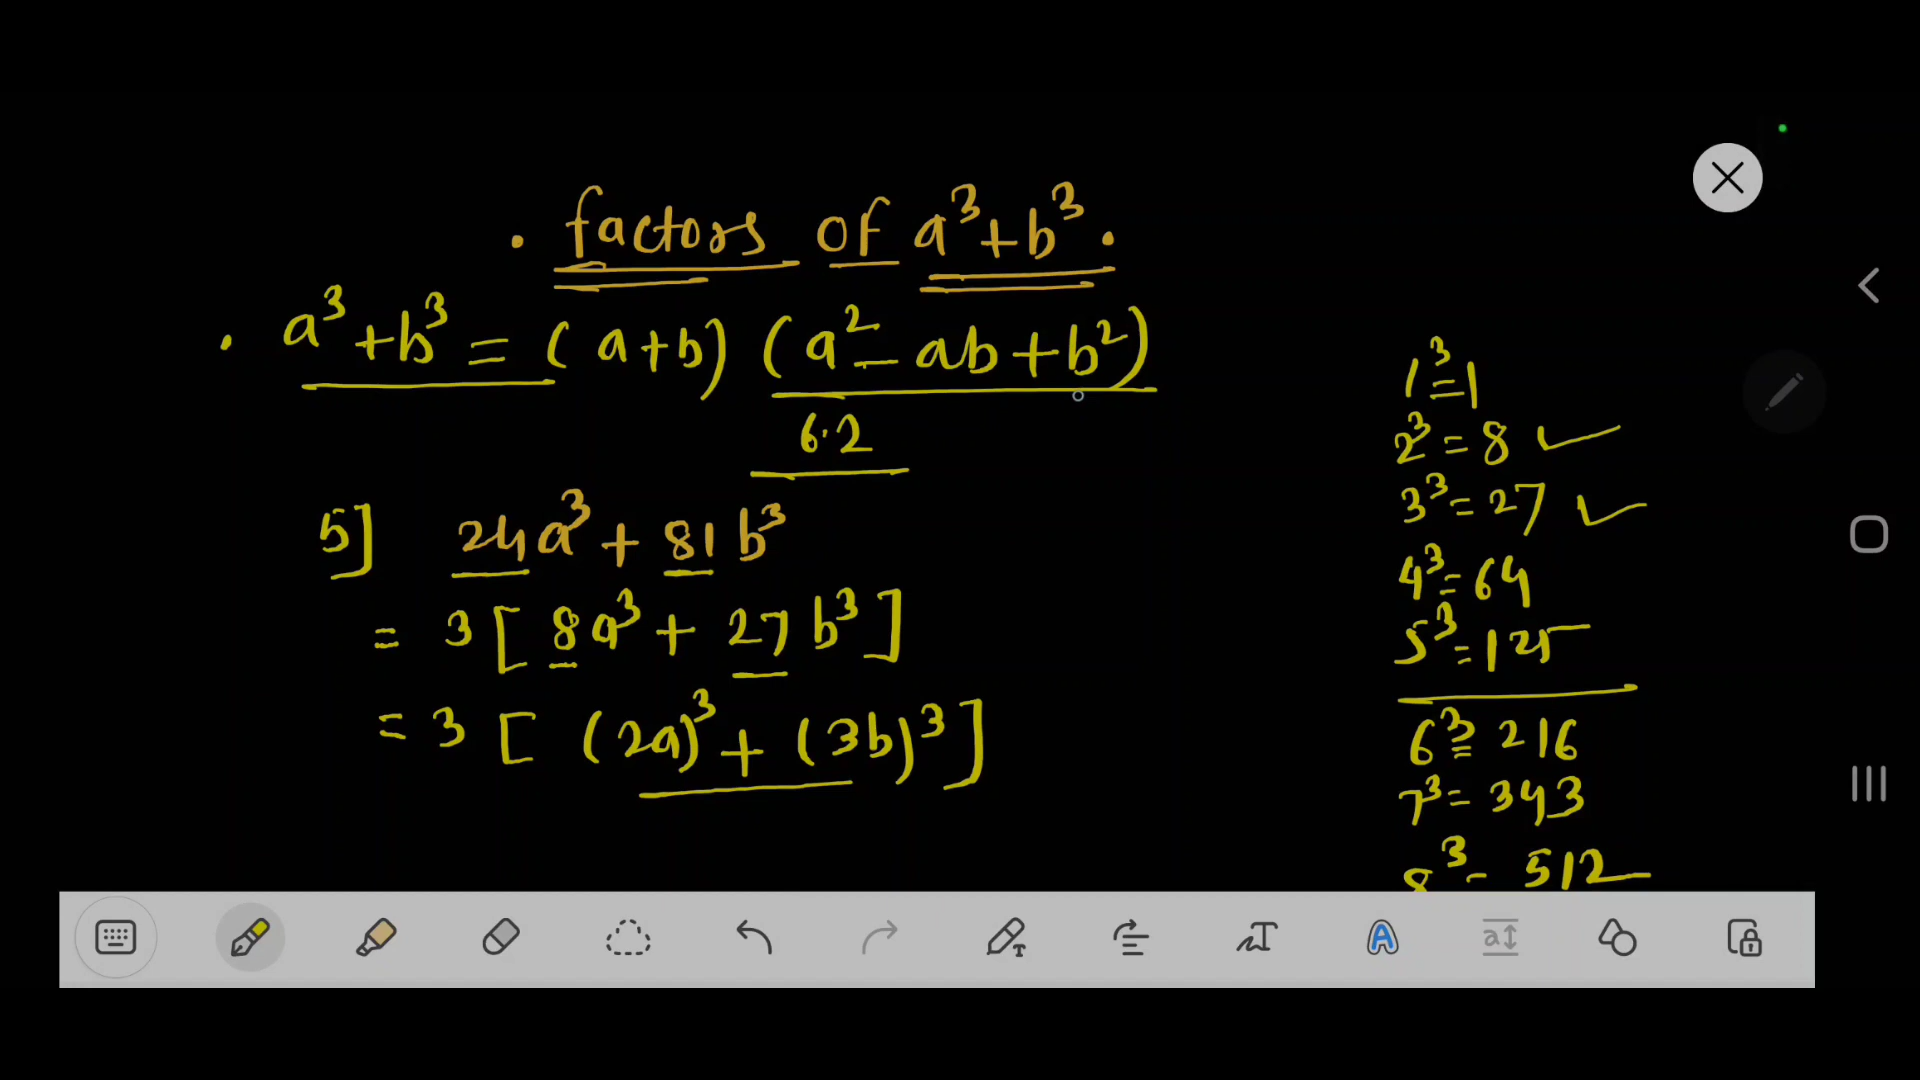 . factors of a³+b³.
. a³+b³ = (a+b) (a²-ab+b²)
6.2
5] 24a³ + 81b³
= 3 [ 8a³ + 27b³ ]
= 3 [ (2a)³ + (3b)³ ]
1³=1
2³=8 ✓
3³=27 ✓
4³=64
5³=125
6³=216
7³=343
8³=512